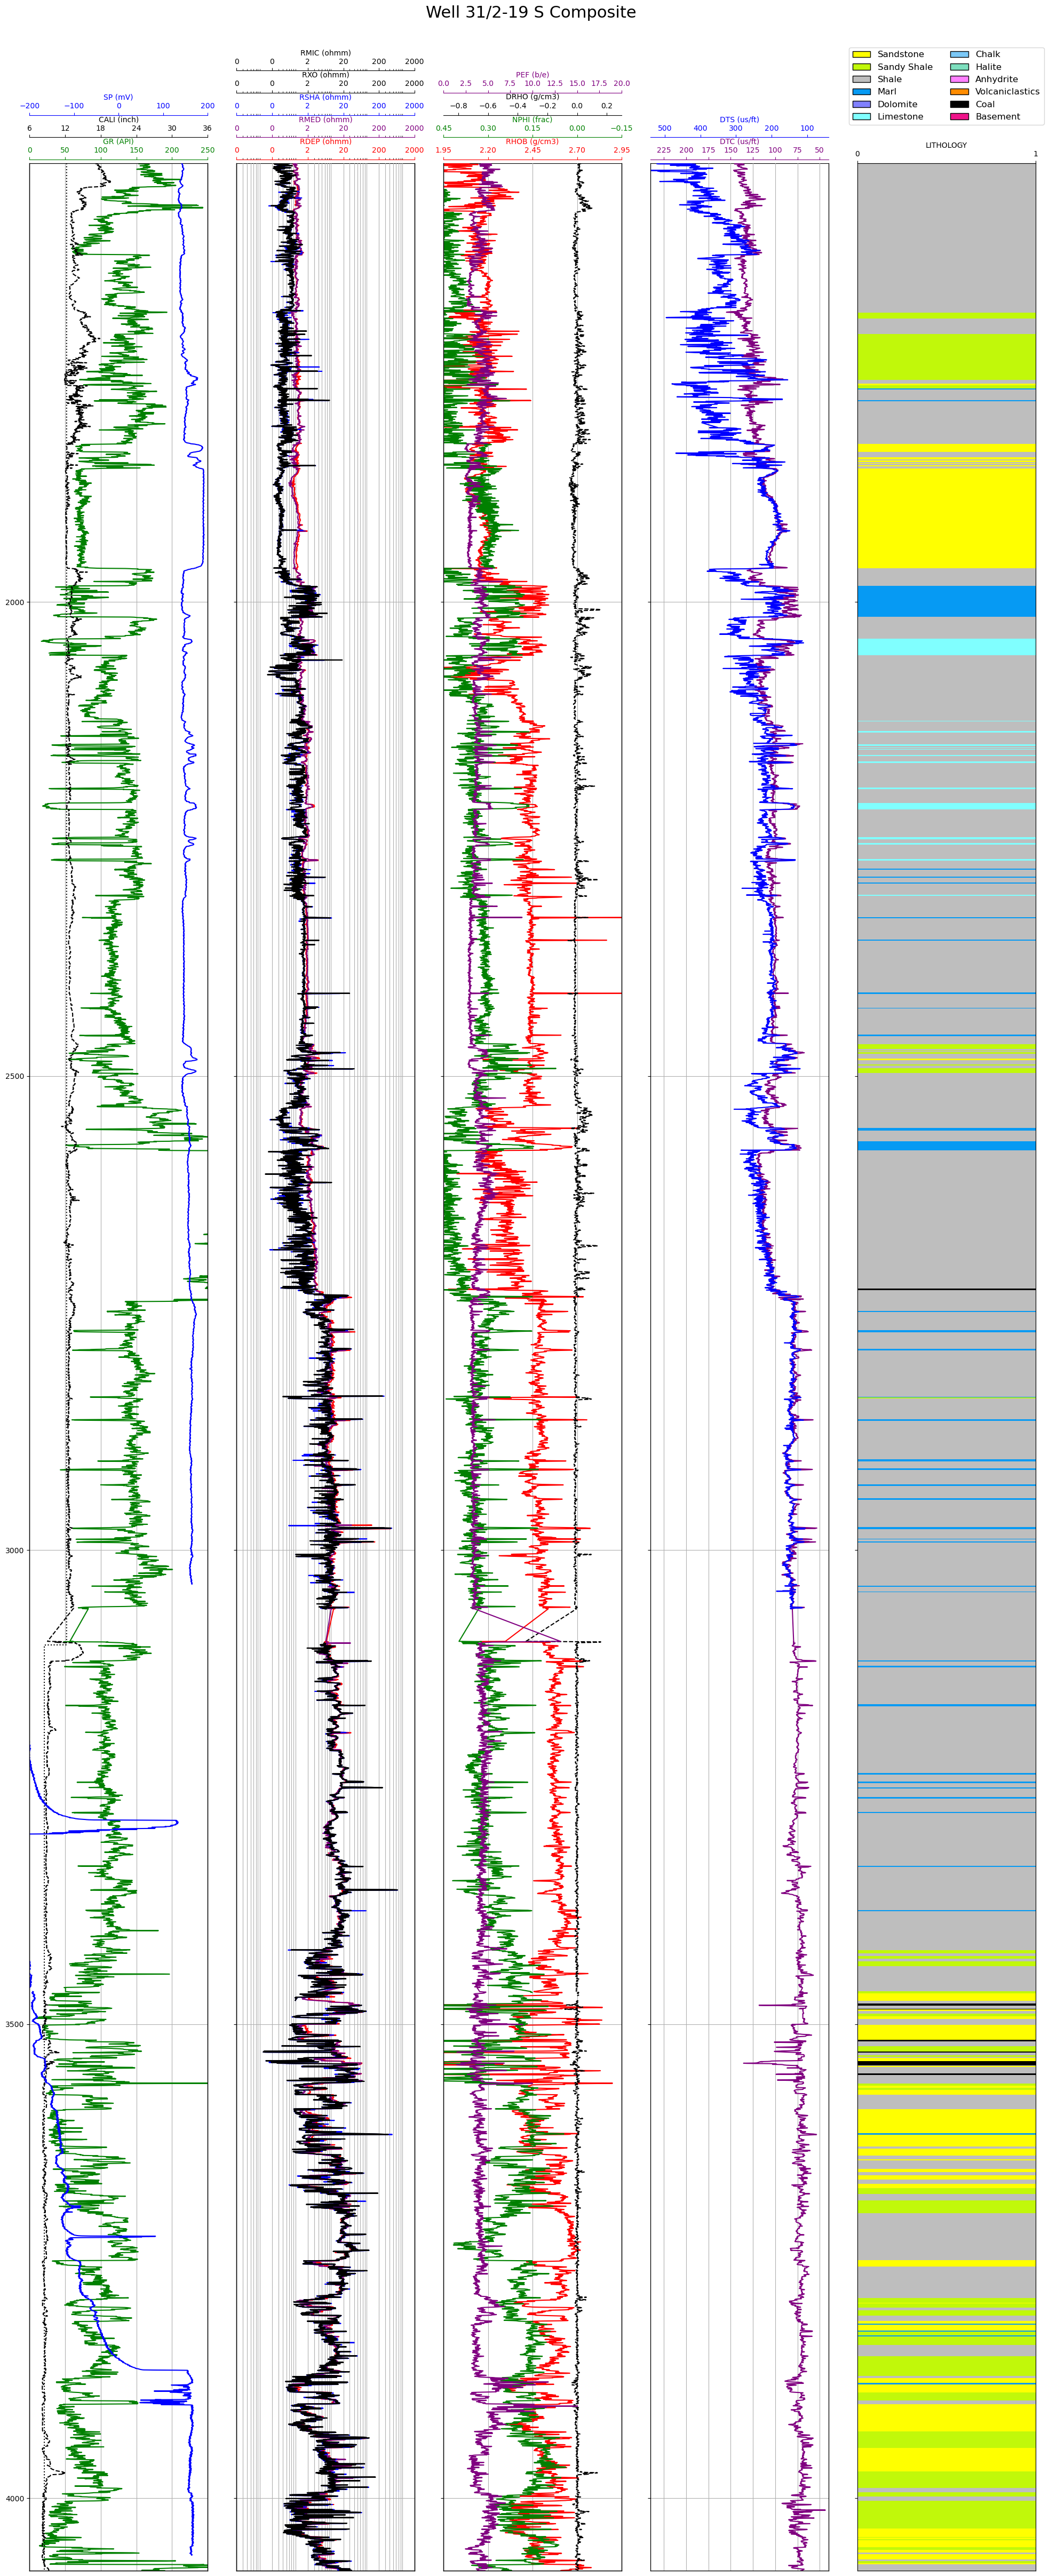 Well 31/2-19 S Composite
RMIC (ohmm)
0 0 2 20 200 2000
RXO (ohmm)
0 0 2 20 200 2000
PEF (b/e)
0.0 2.5 5.0 7.5 10.0 12.5 15.0 17.5 20.0
SP (mV)
−200 −100 0 100 200
RSHA (ohmm)
0 0 2 20 200 2000
DRHO (g/cm3)
−0.8 −0.6 −0.4 −0.2 0.0 0.2
CALI (inch)
6 12 18 24 30 36
RMED (ohmm)
0 0 2 20 200 2000
NPHI (frac)
0.45 0.30 0.15 0.00 −0.15
DTS (us/ft)
500 400 300 200 100
GR (API)
0 50 100 150 200 250
RDEP (ohmm)
0 0 2 20 200 2000
RHOB (g/cm3)
1.95 2.20 2.45 2.70 2.95
DTC (us/ft)
225 200 175 150 125 100 75 50
Sandstone
Sandy Shale
Shale
Marl
Dolomite
Limestone
Chalk
Halite
Anhydrite
Volcaniclastics
Coal
Basement
LITHOLOGY
0 1
2000
2500
3000
3500
4000